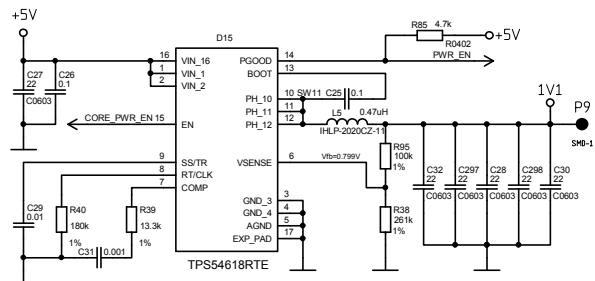 +5V
D15
R85 4.7k
+5V
R0402
PWR_EN
16 VIN_16
1 VIN_1
2 VIN_2
PGOOD 14
BOOT 13
C27
22
C0603
C26
0.1
PH_10 10 SW11 C25 0.1
PH_11 11
PH_12 12
L5 0.47uH
IHLP-2020CZ-11
1V1
P9
SMD-1
CORE_PWR_EN 15 EN
9 SS/TR
8 RT/CLK
7 COMP
VSENSE 6 Vfb=0.799V
R95
100k
1%
C32
22
C0603
C297
22
C0603
C28
22
C0603
C298
22
C0603
C30
22
C0603
C29
0.01
R40
180k
1%
R39
13.3k
1%
C31 0.001
GND_3 3
GND_4 4
AGND 5
EXP_PAD 17
R38
261k
1%
TPS54618RTE